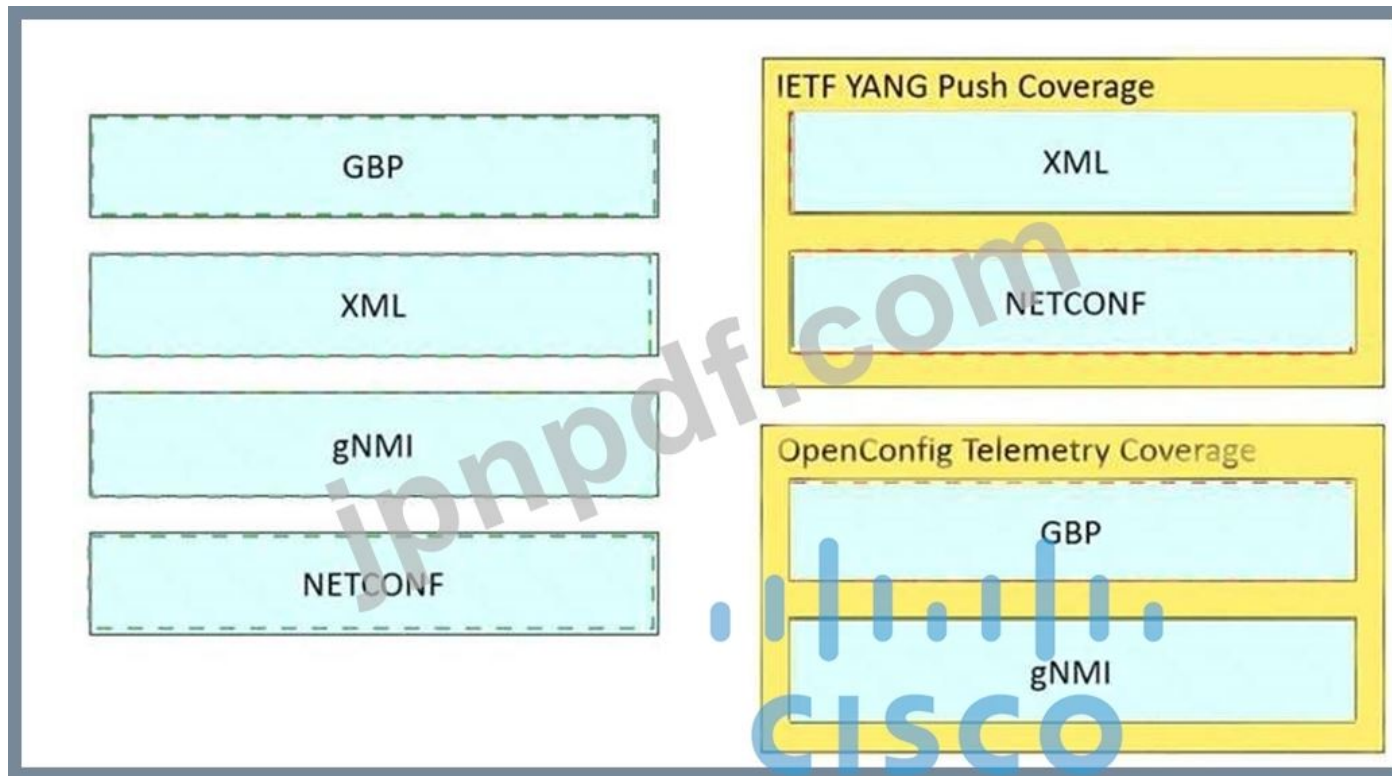 GBP
XML
gNMI
NETCONF
IETF YANG Push Coverage
XML
NETCONF
OpenConfig Telemetry Coverage
GBP
gNMI
jpnpdf.com
CISCO